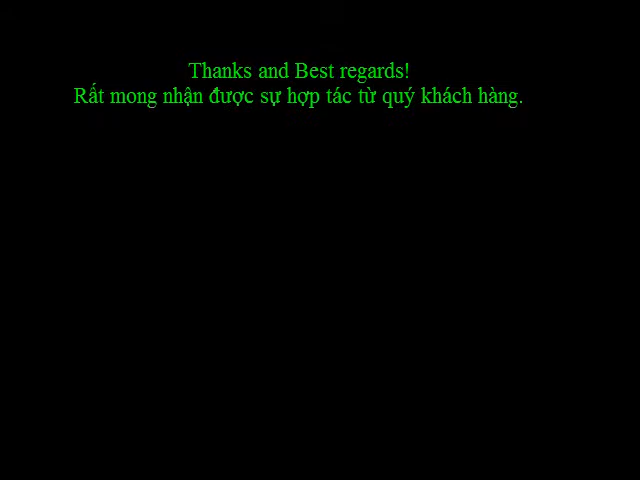 Thanks and Best regards!
Rất mong nhận được sự hợp tác từ quý khách hàng.